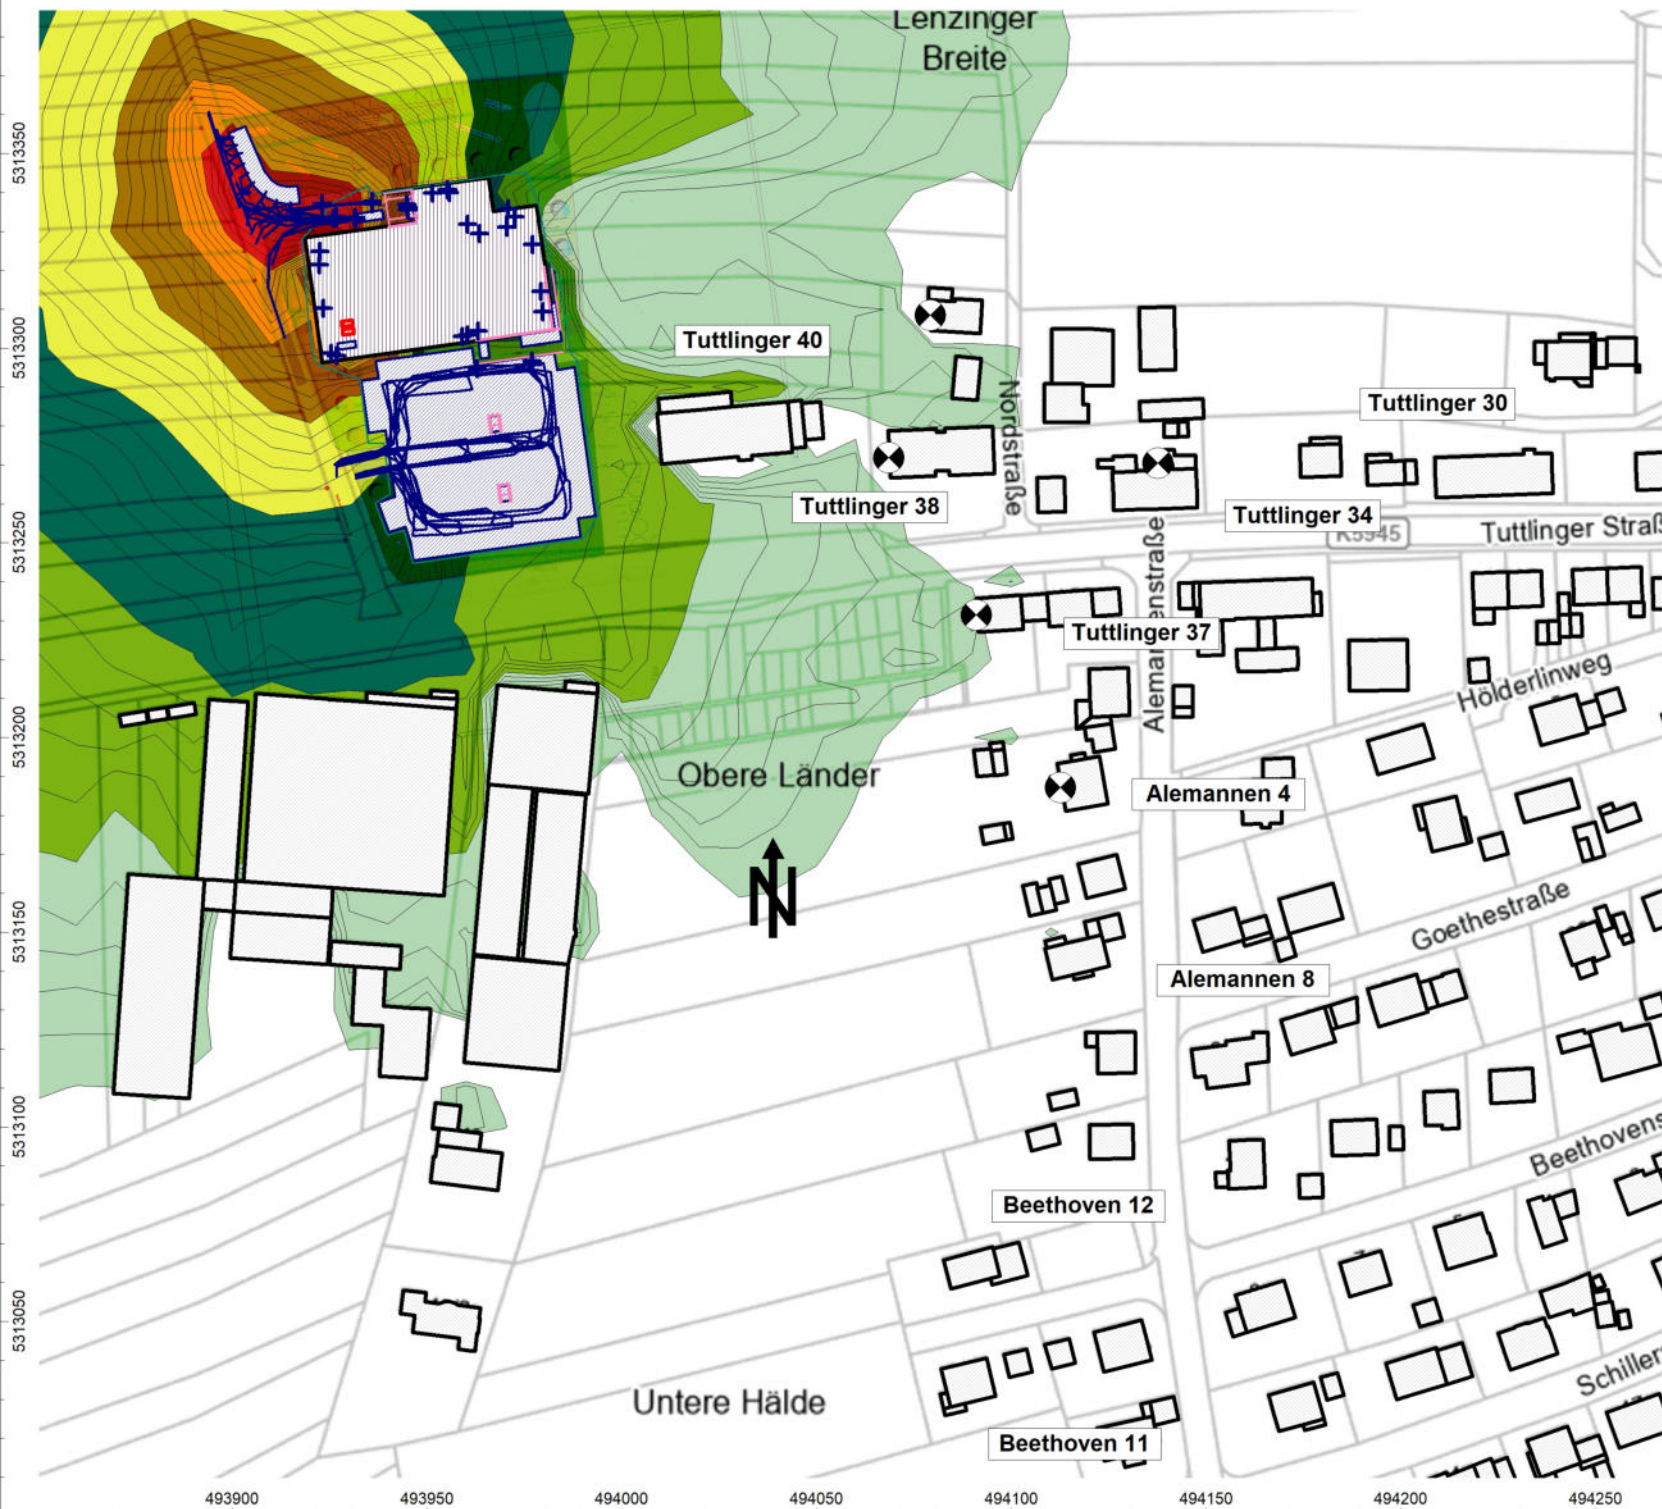 Lenzinger
Breite
5313350
5313300
5313250
5313200
5313150
5313100
5313050
Tuttlinger 40
Nordstraße
Tuttlinger 30
Tuttlinger 38
Tuttlinger 34
K5945
Tuttlinger Straß
Alemannenstraße
Tuttlinger 37
Hölderlinweg
Obere Länder
Alemannen 4
N
Goethestraße
Alemannen 8
Beethovens
Beethoven 12
Schiller
Untere Hälde
Beethoven 11
493900
493950
494000
494050
494100
494150
494200
494250